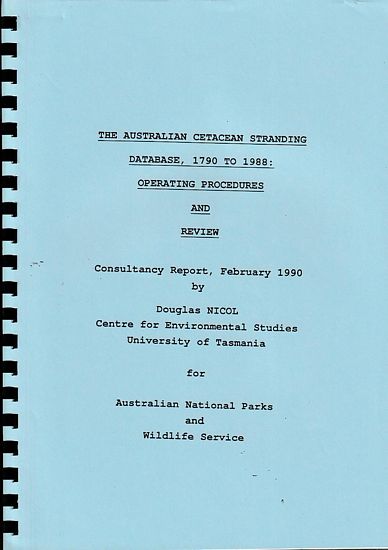 THE AUSTRALIAN CETACEAN STRANDING
DATABASE, 1790 TO 1988:
OPERATING PROCEDURES
AND
REVIEW
Consultancy Report, February 1990
by
Douglas NICOL
Centre for Environmental Studies
University of Tasmania
for
Australian National Parks
and
Wildlife Service